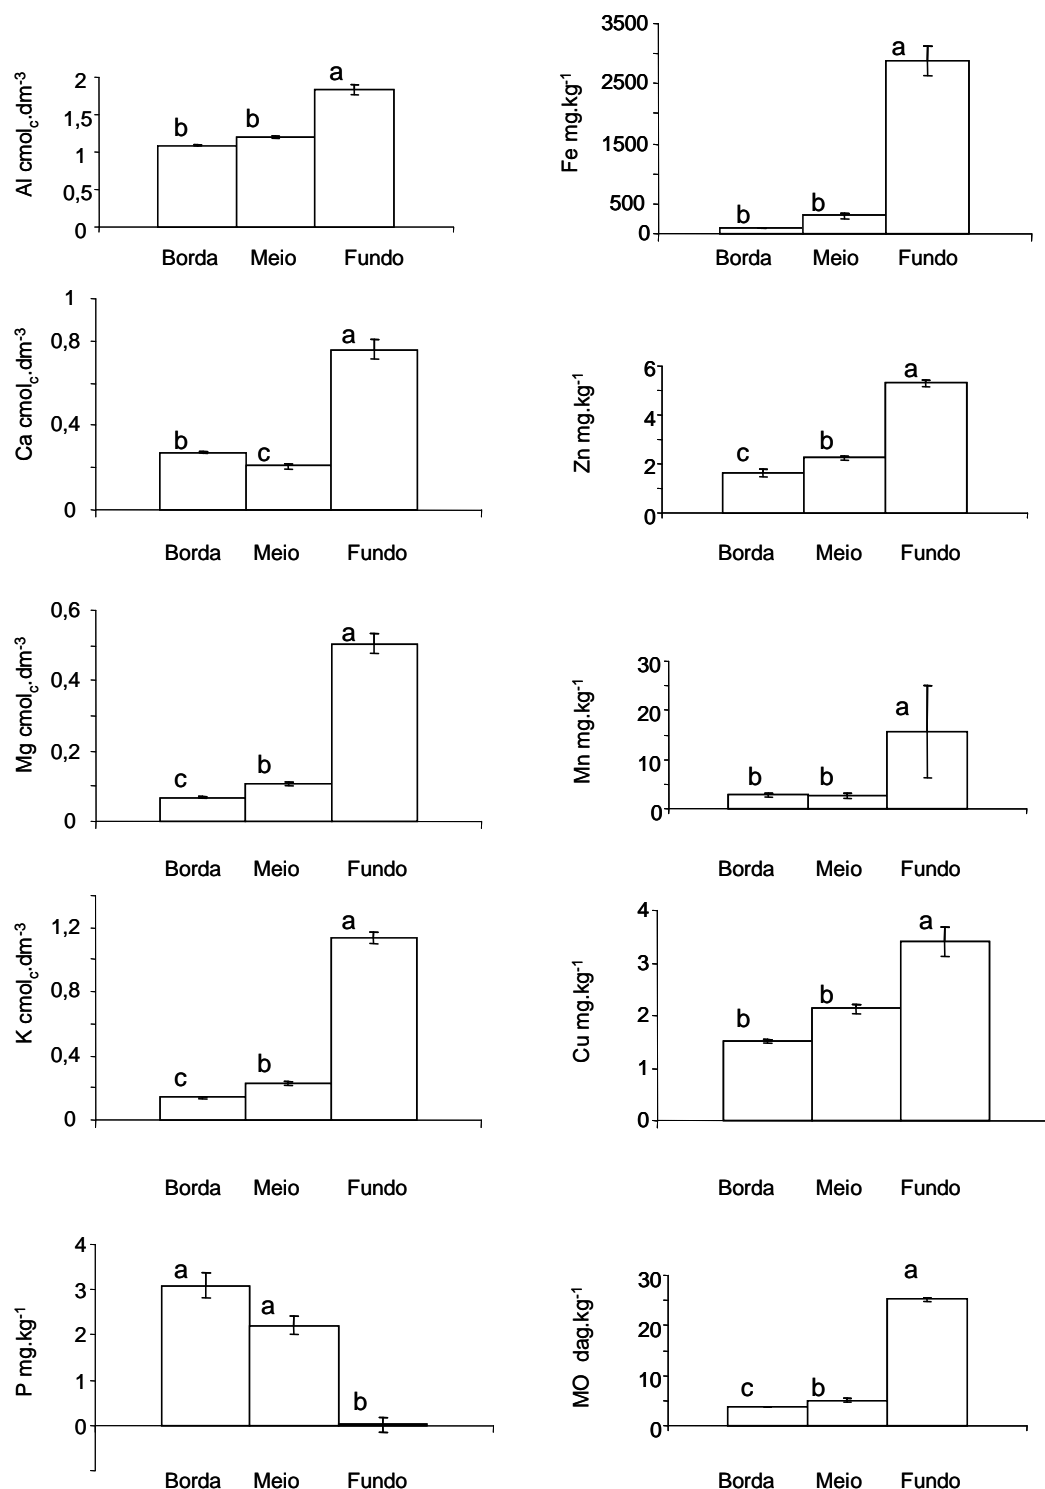 Al cmolc.dm-3
2
1,5
1
0,5
0
b
b
a
Borda Meio Fundo
Fe mg.kg-1
3500
2500
1500
500
0
b
b
a
Borda Meio Fundo
Ca cmolc.dm-3
1
0,8
0,4
0
b
c
a
Borda Meio Fundo
Zn mg.kg-1
6
4
2
0
c
b
a
Borda Meio Fundo
Mg cmolc.dm-3
0,6
0,4
0,2
0
c
b
a
Borda Meio Fundo
Mn mg.kg-1
30
20
10
0
b
b
a
Borda Meio Fundo
K cmolc.dm-3
1,2
0,8
0,4
0
c
b
a
Borda Meio Fundo
Cu mg.kg-1
4
3
2
1
0
b
b
a
Borda Meio Fundo
P mg.kg-1
4
3
2
1
0
a
a
b
Borda Meio Fundo
MO dag.kg-1
30
20
10
0
c
b
a
Borda Meio Fundo